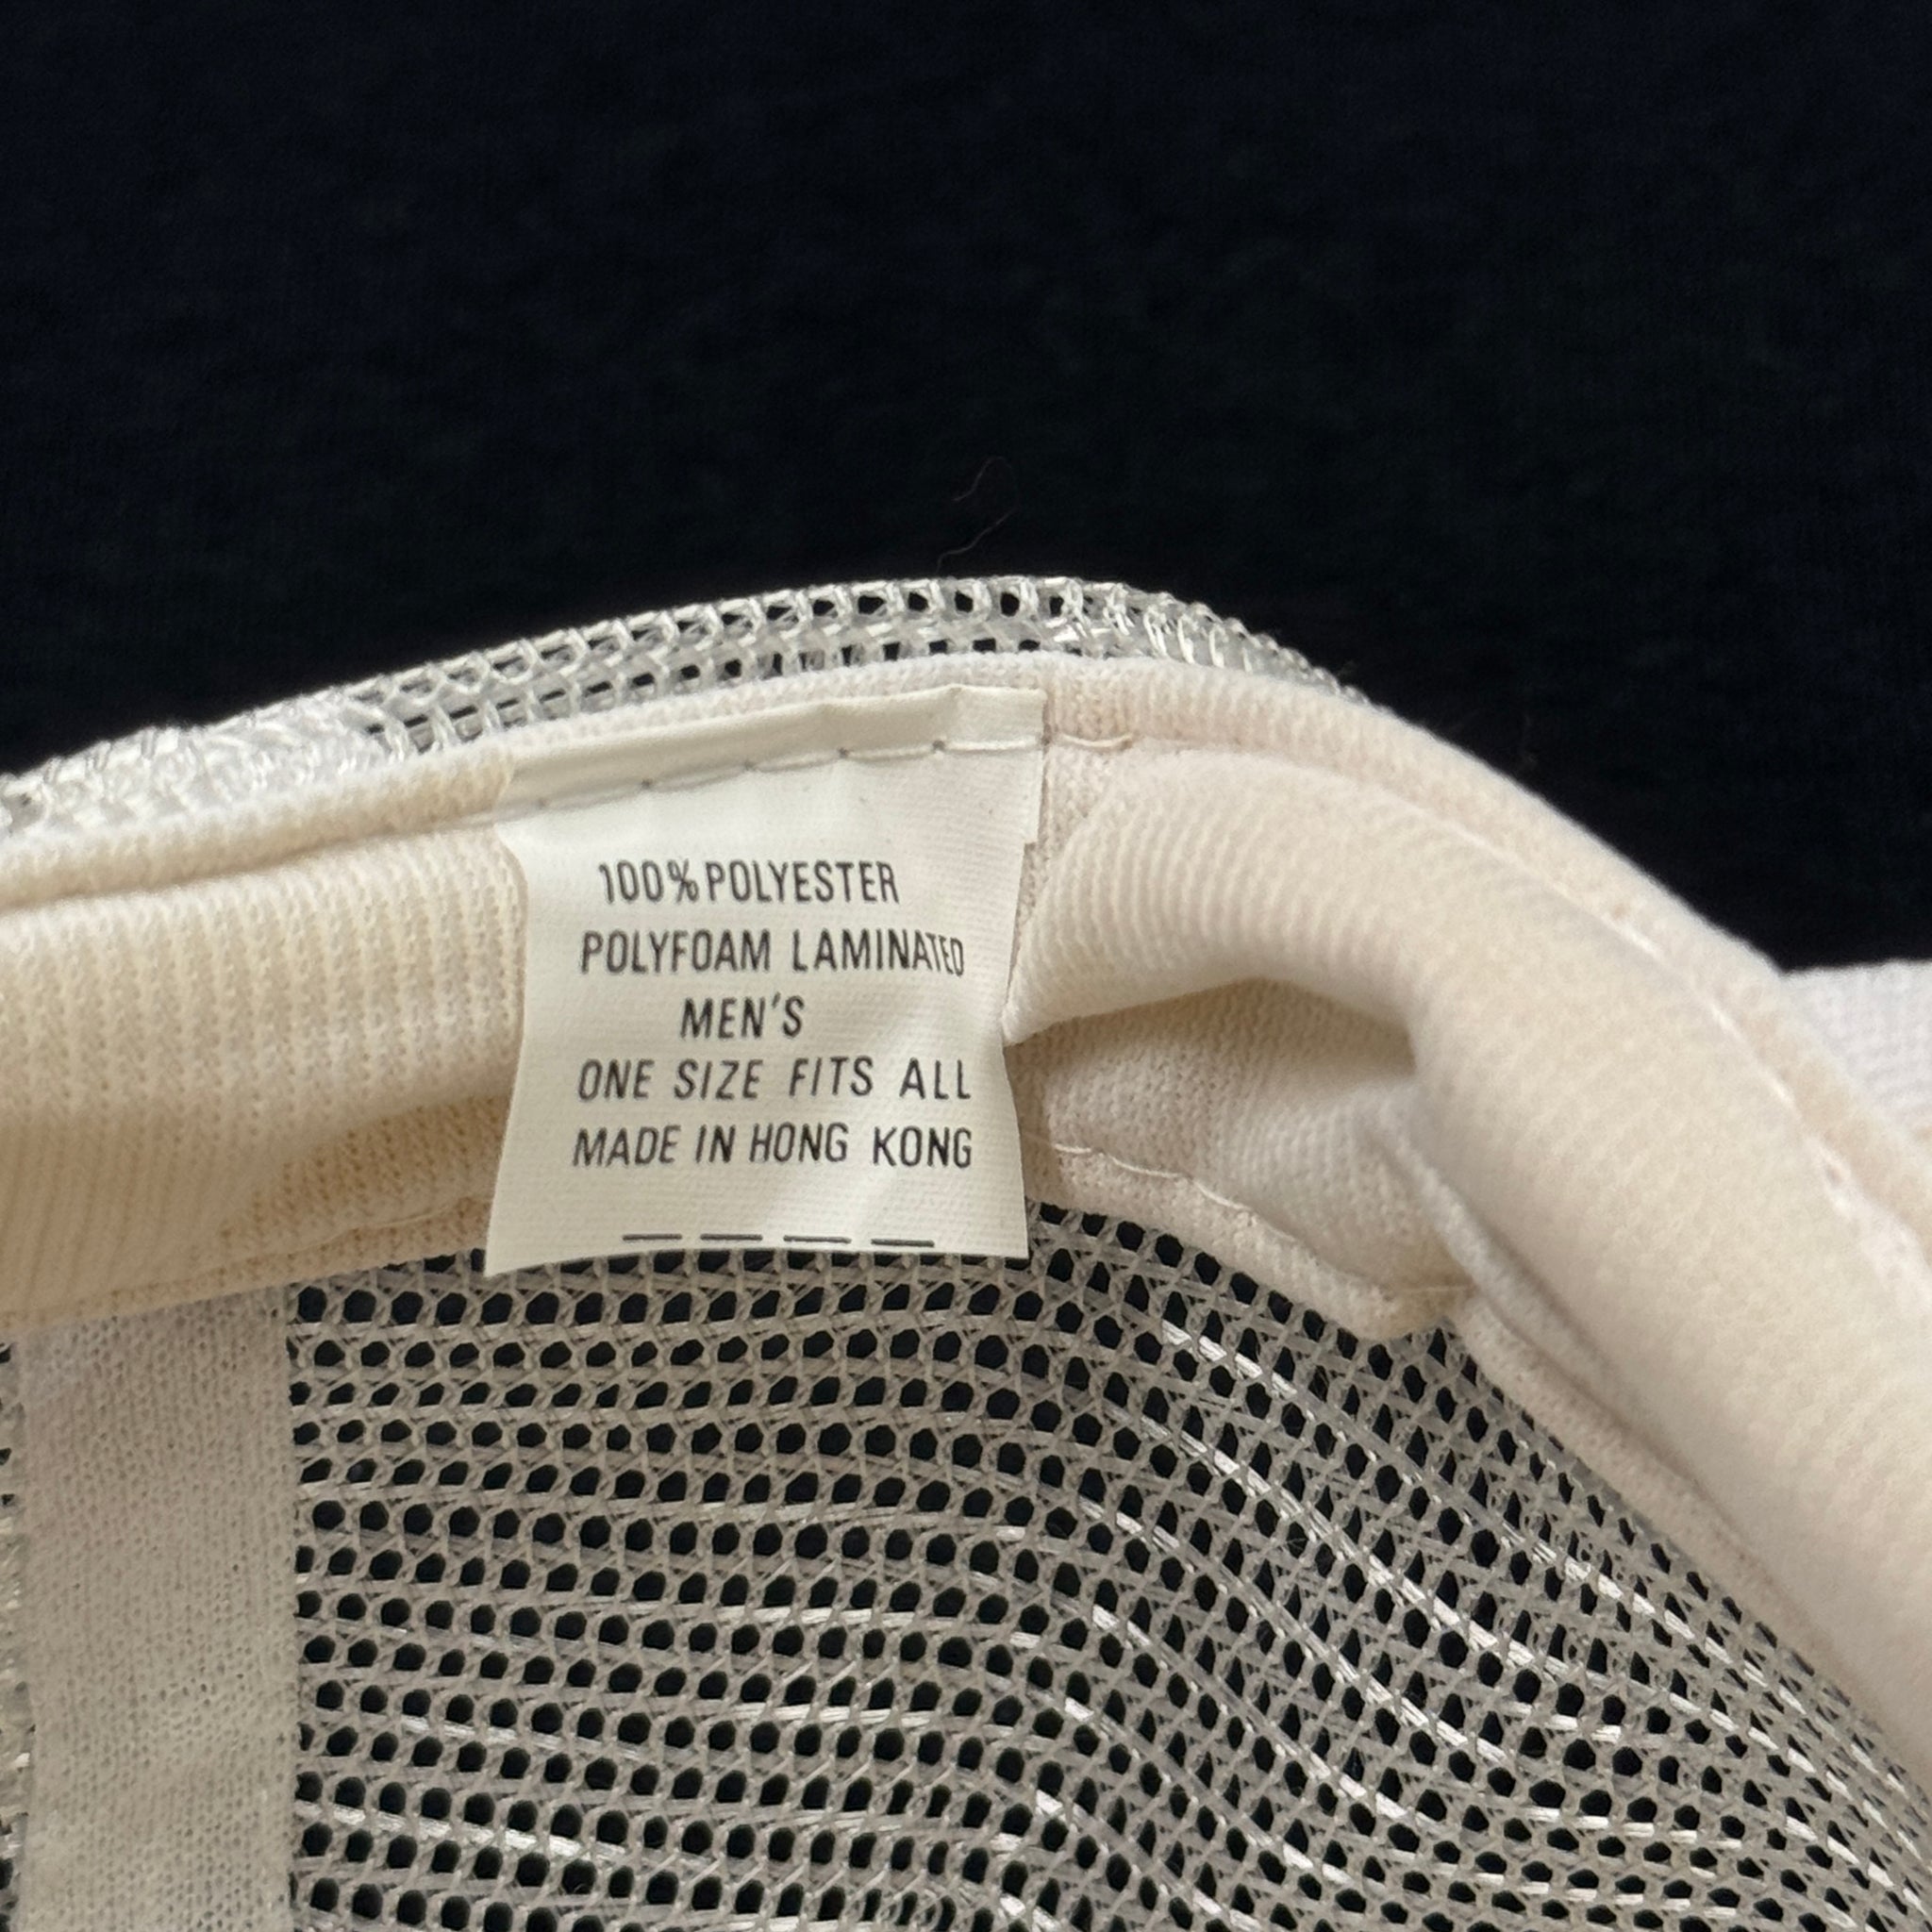 100% POLYESTER
POLYFOAM LAMINATED
MEN'S
ONE SIZE FITS ALL
MADE IN HONG KONG